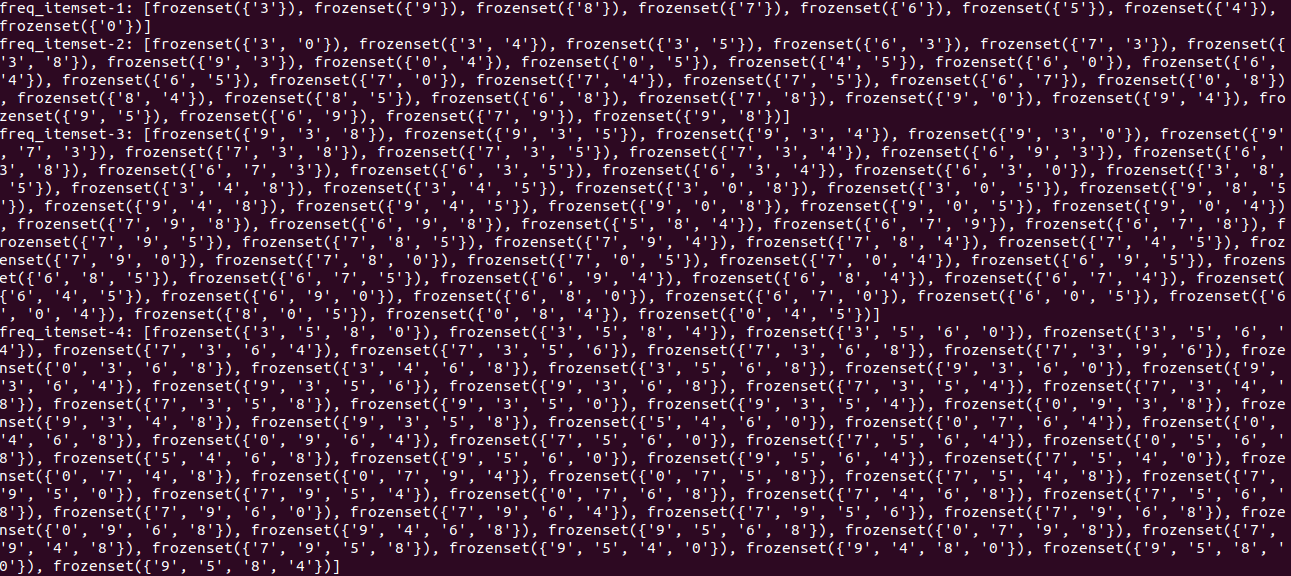 freq_itemset-1: [frozenset({'3'}), frozenset({'9'}), frozenset({'8'}), frozenset({'7'}), frozenset({'6'}), frozenset({'5'}), frozenset({'4'}),
frozenset({'0'})]
freq_itemset-2: [frozenset({'3', '0'}), frozenset({'3', '4'}), frozenset({'3', '5'}), frozenset({'6', '3'}), frozenset({'7', '3'}), frozenset({
'3', '8'}), frozenset({'9', '3'}), frozenset({'0', '4'}), frozenset({'0', '5'}), frozenset({'4', '5'}), frozenset({'6', '0'}), frozenset({'6',
'4'}), frozenset({'6', '5'}), frozenset({'7', '0'}), frozenset({'7', '4'}), frozenset({'7', '5'}), frozenset({'6', '7'}), frozenset({'0', '8'})
, frozenset({'8', '4'}), frozenset({'8', '5'}), frozenset({'6', '8'}), frozenset({'7', '8'}), frozenset({'9', '0'}), frozenset({'9', '4'}), fro
zenset({'9', '5'}), frozenset({'6', '9'}), frozenset({'7', '9'}), frozenset({'9', '8'})]
freq_itemset-3: [frozenset({'9', '3', '8'}), frozenset({'9', '3', '5'}), frozenset({'9', '3', '4'}), frozenset({'9', '3', '0'}), frozenset({'9'
, '7', '3'}), frozenset({'7', '3', '8'}), frozenset({'7', '3', '5'}), frozenset({'7', '3', '4'}), frozenset({'6', '9', '3'}), frozenset({'6', '
3', '8'}), frozenset({'6', '7', '3'}), frozenset({'6', '3', '5'}), frozenset({'6', '3', '4'}), frozenset({'6', '3', '0'}), frozenset({'3', '8',
'5'}), frozenset({'3', '4', '8'}), frozenset({'3', '4', '5'}), frozenset({'3', '0', '8'}), frozenset({'3', '0', '5'}), frozenset({'9', '8', '5
'}), frozenset({'9', '4', '8'}), frozenset({'9', '4', '5'}), frozenset({'9', '0', '8'}), frozenset({'9', '0', '5'}), frozenset({'9', '0', '4'})
, frozenset({'7', '9', '8'}), frozenset({'6', '9', '8'}), frozenset({'5', '8', '4'}), frozenset({'6', '7', '9'}), frozenset({'6', '7', '8'}), f
rozenset({'7', '9', '5'}), frozenset({'7', '8', '5'}), frozenset({'7', '9', '4'}), frozenset({'7', '8', '4'}), frozenset({'7', '4', '5'}), froz
enset({'7', '9', '0'}), frozenset({'7', '8', '0'}), frozenset({'7', '0', '5'}), frozenset({'7', '0', '4'}), frozenset({'6', '9', '5'}), frozens
et({'6', '8', '5'}), frozenset({'6', '7', '5'}), frozenset({'6', '9', '4'}), frozenset({'6', '8', '4'}), frozenset({'6', '7', '4'}), frozenset(
{'6', '4', '5'}), frozenset({'6', '9', '0'}), frozenset({'6', '8', '0'}), frozenset({'6', '7', '0'}), frozenset({'6', '0', '5'}), frozenset({'6
', '0', '4'}), frozenset({'8', '0', '5'}), frozenset({'0', '8', '4'}), frozenset({'0', '4', '5'})]
freq_itemset-4: [frozenset({'3', '5', '8', '0'}), frozenset({'3', '5', '8', '4'}), frozenset({'3', '5', '6', '0'}), frozenset({'3', '5', '6', '
4'}), frozenset({'7', '3', '6', '4'}), frozenset({'7', '3', '5', '6'}), frozenset({'7', '3', '6', '8'}), frozenset({'7', '3', '9', '6'}), froze
nset({'0', '3', '6', '8'}), frozenset({'3', '4', '6', '8'}), frozenset({'3', '5', '6', '8'}), frozenset({'9', '3', '6', '0'}), frozenset({'9',
'3', '6', '4'}), frozenset({'9', '3', '5', '6'}), frozenset({'9', '3', '6', '8'}), frozenset({'7', '3', '5', '4'}), frozenset({'7', '3', '4', '
8'}), frozenset({'7', '3', '5', '8'}), frozenset({'9', '3', '5', '0'}), frozenset({'9', '3', '5', '4'}), frozenset({'0', '9', '3', '8'}), froze
nset({'9', '3', '4', '8'}), frozenset({'9', '3', '5', '8'}), frozenset({'5', '4', '6', '0'}), frozenset({'0', '7', '6', '4'}), frozenset({'0',
'4', '6', '8'}), frozenset({'0', '9', '6', '4'}), frozenset({'7', '5', '6', '0'}), frozenset({'7', '5', '6', '4'}), frozenset({'0', '5', '6', '
8'}), frozenset({'5', '4', '6', '8'}), frozenset({'9', '5', '6', '0'}), frozenset({'9', '5', '6', '4'}), frozenset({'7', '5', '4', '0'}), froze
nset({'0', '7', '4', '8'}), frozenset({'0', '7', '9', '4'}), frozenset({'0', '7', '5', '8'}), frozenset({'7', '5', '4', '8'}), frozenset({'7',
'9', '5', '0'}), frozenset({'7', '9', '5', '4'}), frozenset({'0', '7', '6', '8'}), frozenset({'7', '4', '6', '8'}), frozenset({'7', '5', '6', '
8'}), frozenset({'7', '9', '6', '0'}), frozenset({'7', '9', '6', '4'}), frozenset({'7', '9', '5', '6'}), frozenset({'7', '9', '6', '8'}), froze
nset({'0', '9', '6', '8'}), frozenset({'9', '4', '6', '8'}), frozenset({'9', '5', '6', '8'}), frozenset({'0', '7', '9', '8'}), frozenset({'7',
'9', '4', '8'}), frozenset({'7', '9', '5', '8'}), frozenset({'9', '5', '4', '0'}), frozenset({'9', '4', '8', '0'}), frozenset({'9', '5', '8', '
0'}), frozenset({'9', '5', '8', '4'})]